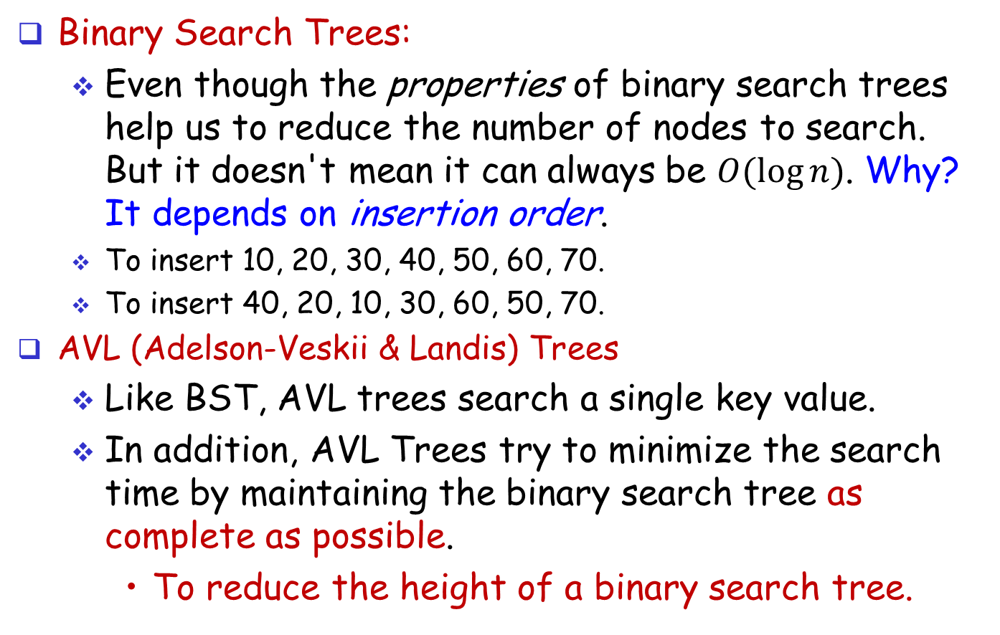 Binary Search Trees:
Even though the properties of binary search trees
help us to reduce the number of nodes to search.
But it doesn't mean it can always be O(log n). Why?
It depends on insertion order.
To insert 10, 20, 30, 40, 50, 60, 70.
To insert 40, 20, 10, 30, 60, 50, 70.
AVL (Adelson-Veskii & Landis) Trees
Like BST, AVL trees search a single key value.
In addition, AVL Trees try to minimize the search
time by maintaining the binary search tree as
complete as possible.
• To reduce the height of a binary search tree.